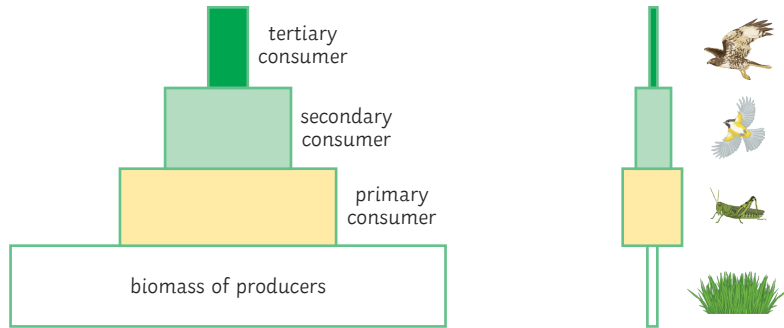 tertiary
consumer
secondary
consumer
primary
consumer
biomass of producers